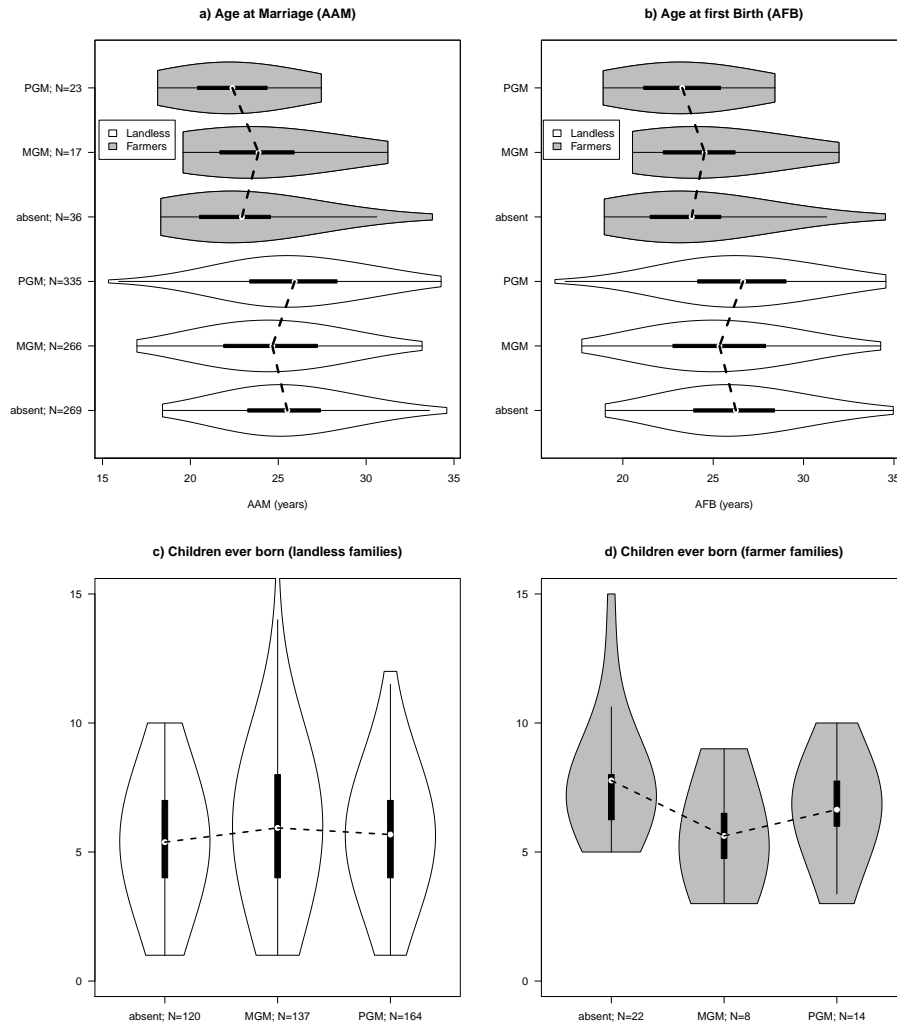 a) Age at Marriage (AAM)
PGM; N=23
MGM; N=17
absent; N=36
PGM; N=335
MGM; N=266
absent; N=269
Landless
Farmers
15 20 25 30 35
AAM (years)
b) Age at first Birth (AFB)
PGM
MGM
absent
PGM
MGM
absent
Landless
Farmers
20 25 30 35
AFB (years)
c) Children ever born (landless families)
15
10
5
0
absent; N=120 MGM; N=137 PGM; N=164
d) Children ever born (farmer families)
15
10
5
0
absent; N=22 MGM; N=8 PGM; N=14